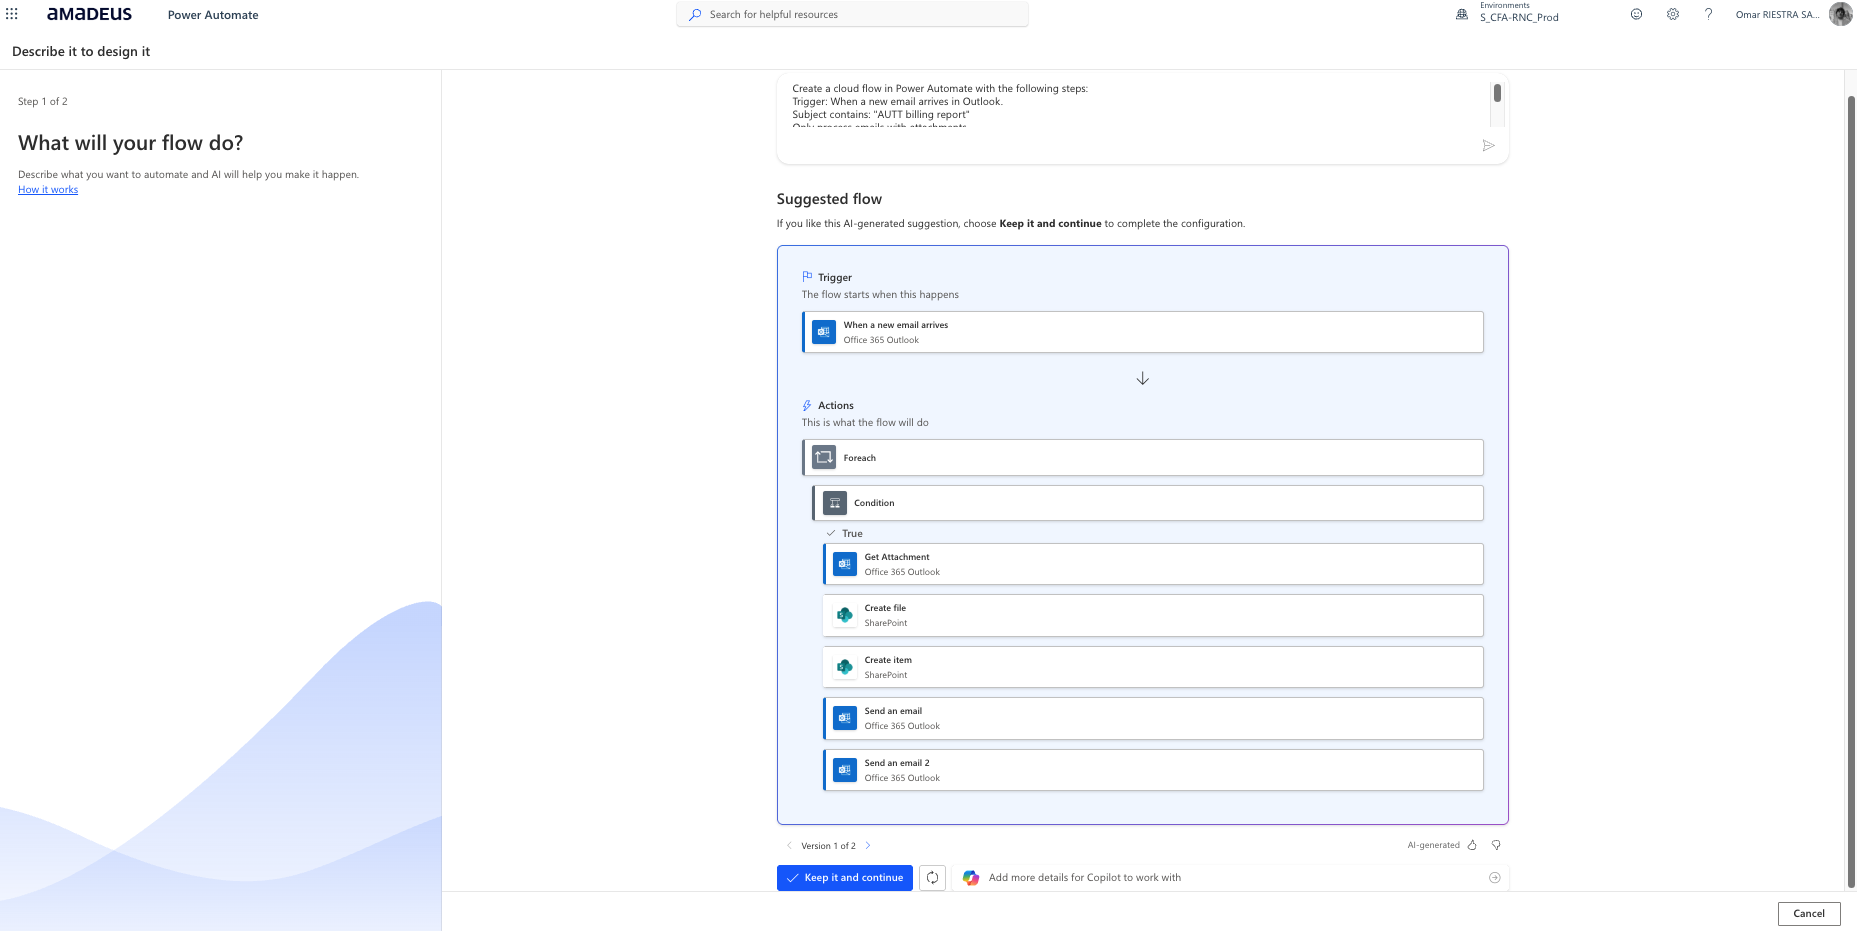 aMaDEUS
Power Automate
Search for helpful resources
Environments
S_CFA-RNC_Prod
?
Omar RIESTRA SA...
Describe it to design it
Step 1 of 2
What will your flow do?
Describe what you want to automate and AI will help you make it happen.
How it works
Create a cloud flow in Power Automate with the following steps:
Trigger: When a new email arrives in Outlook.
Subject contains: "AUTT billing report"
Only process emails with attachments
Suggested flow
If you like this AI-generated suggestion, choose Keep it and continue to complete the configuration.
Trigger
The flow starts when this happens
When a new email arrives
Office 365 Outlook
Actions
This is what the flow will do
Foreach
Condition
True
Get Attachment
Office 365 Outlook
Create file
SharePoint
Create item
SharePoint
Send an email
Office 365 Outlook
Send an email 2
Office 365 Outlook
Version 1 of 2
AI-generated
Keep it and continue
Add more details for Copilot to work with
Cancel